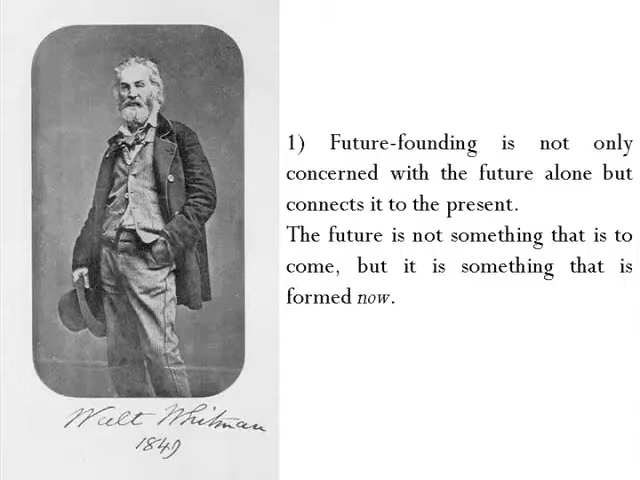 1) Future-founding is not only
concerned with the future alone but
connects it to the present.
The future is not something that is to
come, but it is something that is
formed now.
Walt Whitman
1849